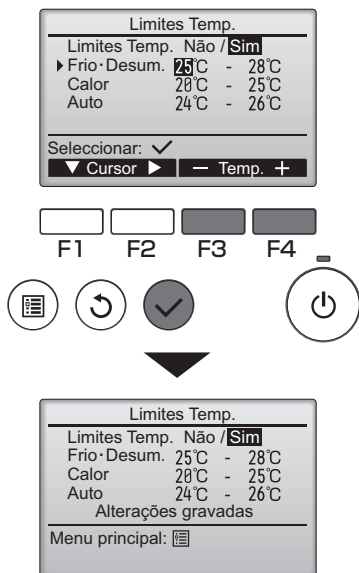 Limites Temp.
Limites Temp. Não / Sim
Frio·Desum. 25°C - 28°C
Calor 20°C - 25°C
Auto 24°C - 26°C
Seleccionar: ✓
▼ Cursor ▶ − Temp. +
F1 F2 F3 F4
Limites Temp.
Limites Temp. Não / Sim
Frio·Desum. 25°C - 28°C
Calor 20°C - 25°C
Auto 24°C - 26°C
Alterações gravadas
Menu principal: